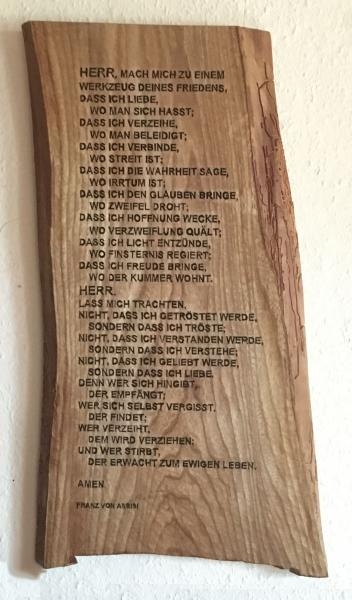 HERR, MACH MICH ZU EINEM
WERKZEUG DEINES FRIEDENS,
DASS ICH LIEBE,
WO MAN SICH HASST;
DASS ICH VERZEIHE,
WO MAN BELEIDIGT;
DASS ICH VERBINDE,
WO STREIT IST;
DASS ICH DIE WAHRHEIT SAGE,
WO IRRTUM IST;
DASS ICH DEN GLAUBEN BRINGE,
WO ZWEIFEL DROHT;
DASS ICH HOFFNUNG WECKE,
WO VERZWEIFLUNG QUÄLT;
DASS ICH LICHT ENTZÜNDE,
WO FINSTERNIS REGIERT;
DASS ICH FREUDE BRINGE,
WO DER KUMMER WOHNT.
HERR,
LASS MICH TRACHTEN,
NICHT, DASS ICH GETRÖSTET WERDE,
SONDERN DASS ICH TRÖSTE;
NICHT, DASS ICH VERSTANDEN WERDE,
SONDERN DASS ICH VERSTEHE;
NICHT, DASS ICH GELIEBT WERDE,
SONDERN DASS ICH LIEBE.
DENN WER SICH HINGIBT,
DER EMPFÄNGT;
WER SICH SELBST VERGISST,
DER FINDET;
WER VERZEIHT,
DEM WIRD VERZIEHEN;
UND WER STIRBT,
DER ERWACHT ZUM EWIGEN LEBEN.
AMEN
FRANZ VON ASSISI